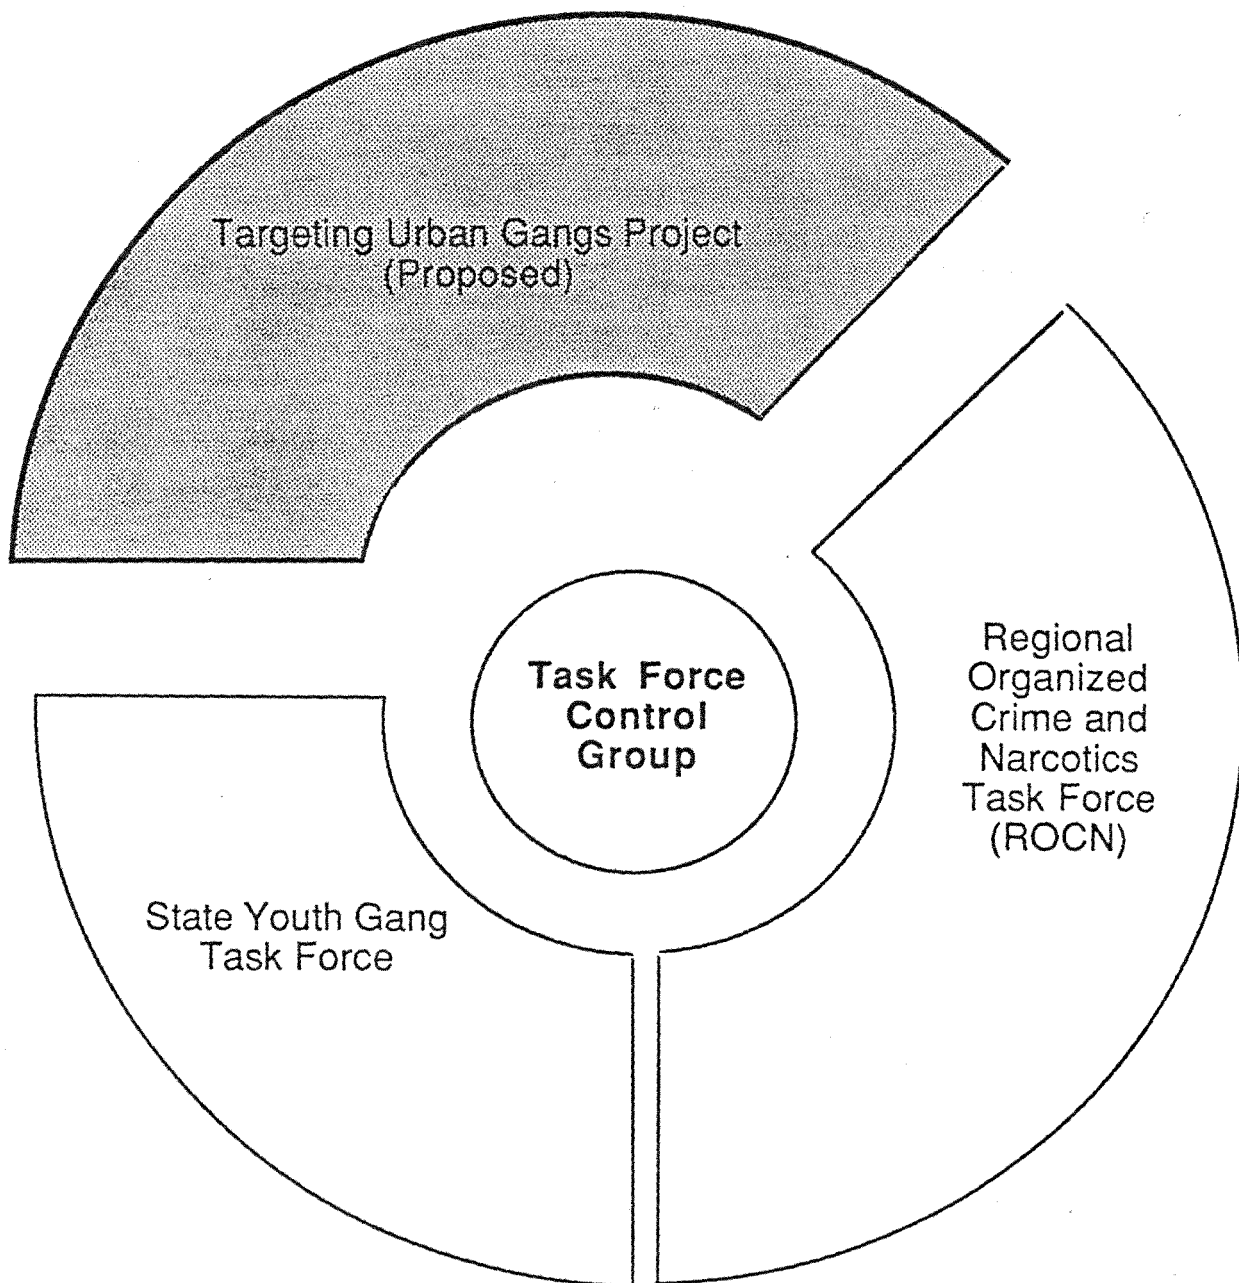 Targeting Urban Gangs Project
(Proposed)
Task Force
Control
Group
Regional
Organized
Crime and
Narcotics
Task Force
(ROCN)
State Youth Gang
Task Force